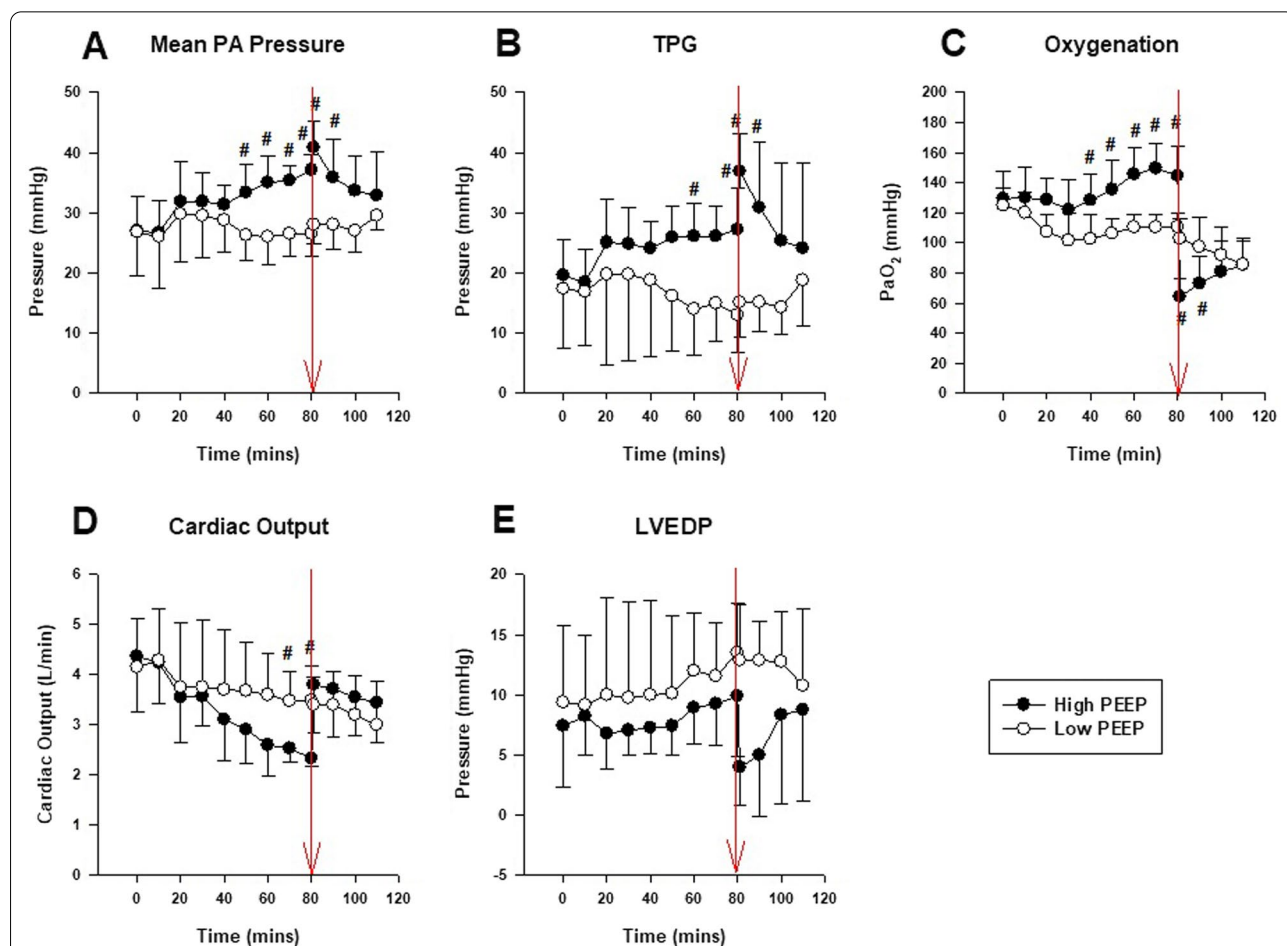 A Mean PA Pressure
Pressure (mmHg)
50
40
30
20
10
0
# # # # # #
0 20 40 60 80 100 120
Time (mins)
B TPG
Pressure (mmHg)
50
40
30
20
10
0
# # # #
0 20 40 60 80 100 120
Time (mins)
C Oxygenation
PaO2 (mmHg)
200
180
160
140
120
100
80
60
40
20
0
# # # # #
# #
0 20 40 60 80 100 120
Time (min)
D Cardiac Output
Cardiac Output (L/min)
6
5
4
3
2
1
0
# #
0 20 40 60 80 100 120
Time (mins)
E LVEDP
Pressure (mmHg)
20
15
10
5
0
-5
0 20 40 60 80 100 120
Time (mins)
High PEEP
Low PEEP